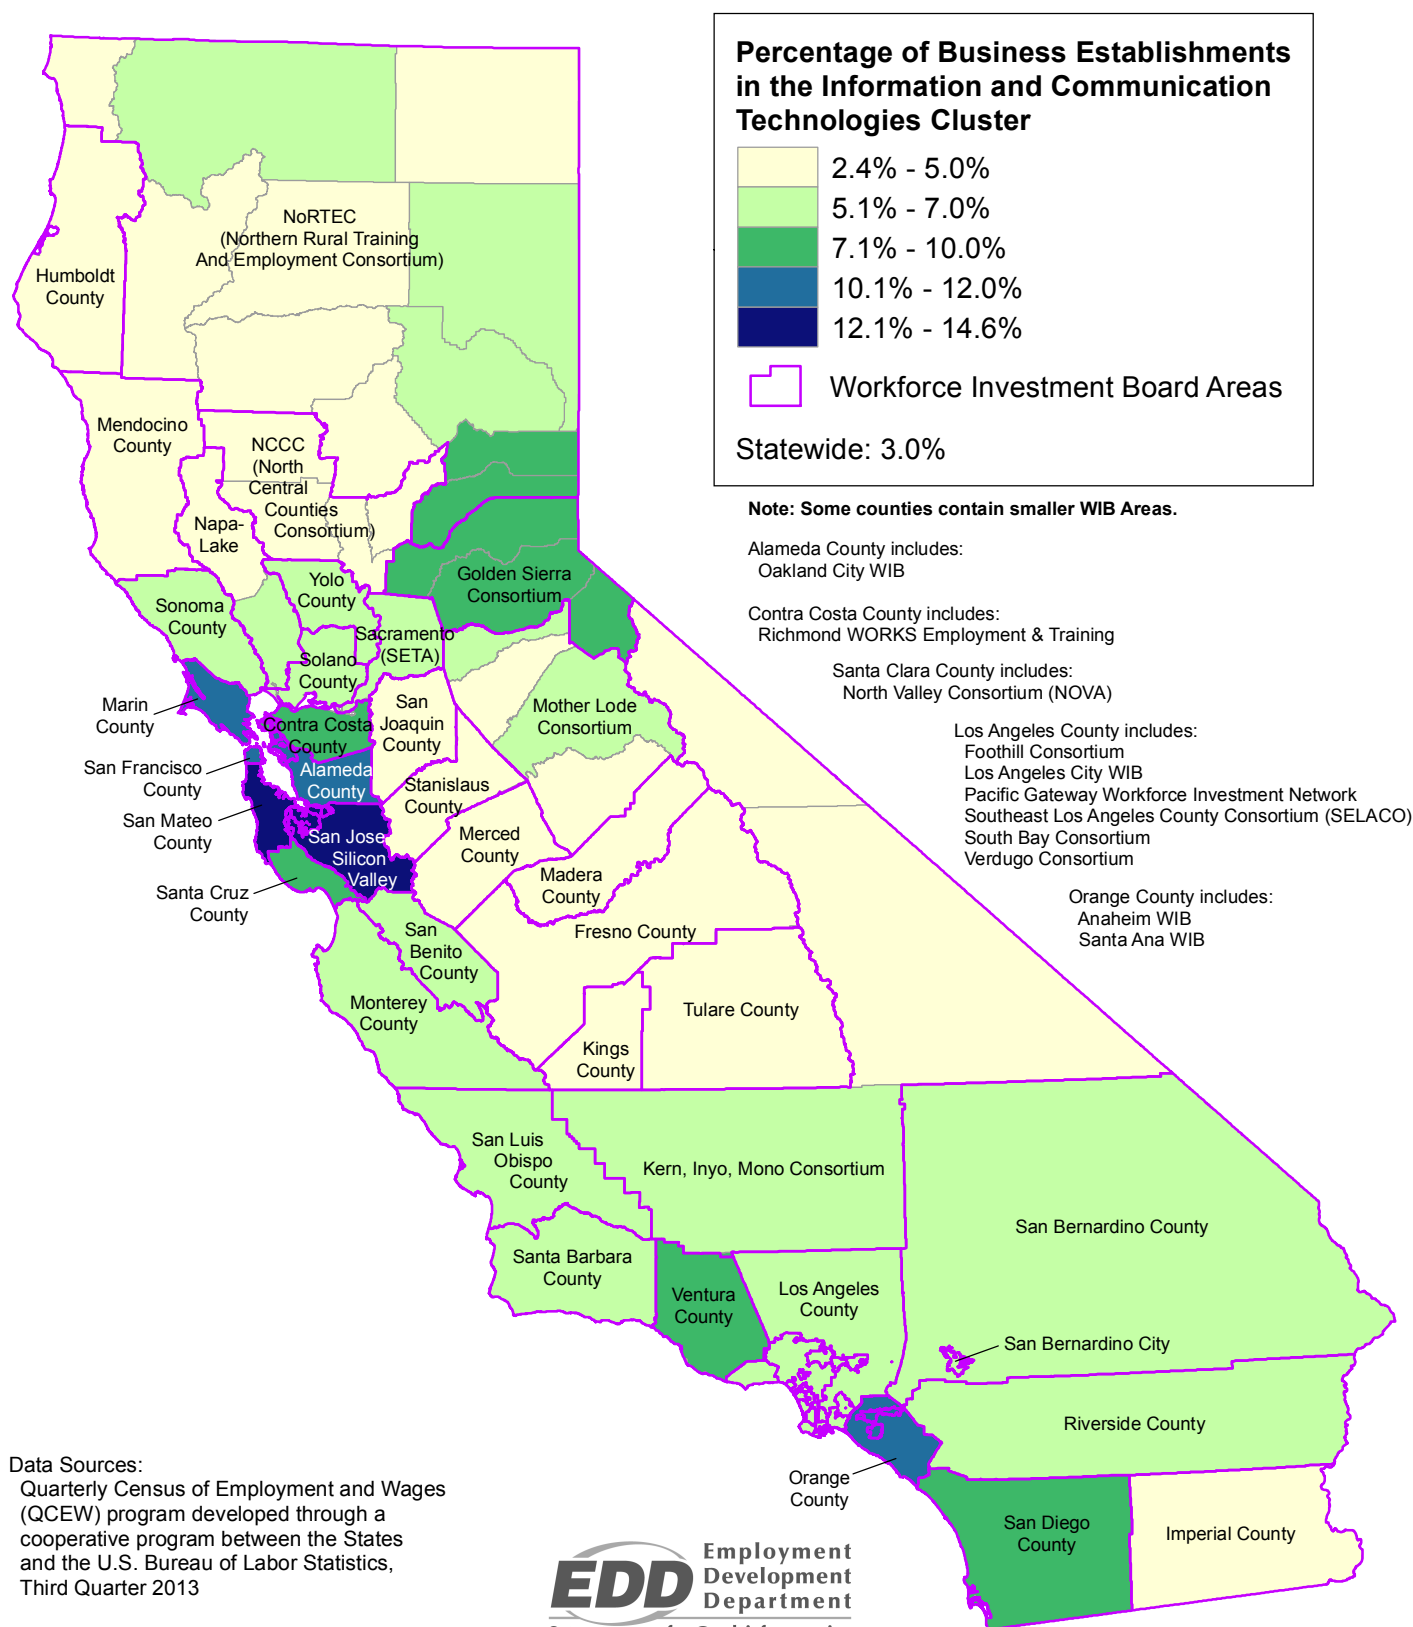 Percentage of Business Establishments
in the Information and Communication
Technologies Cluster
2.4% - 5.0%
5.1% - 7.0%
7.1% - 10.0%
10.1% - 12.0%
12.1% - 14.6%
Workforce Investment Board Areas
Statewide: 3.0%
Note: Some counties contain smaller WIB Areas.
Alameda County includes:
Oakland City WIB
Contra Costa County includes:
Richmond WORKS Employment & Training
Santa Clara County includes:
North Valley Consortium (NOVA)
Los Angeles County includes:
Foothill Consortium
Los Angeles City WIB
Pacific Gateway Workforce Investment Network
Southeast Los Angeles County Consortium (SELACO)
South Bay Consortium
Verdugo Consortium
Orange County includes:
Anaheim WIB
Santa Ana WIB
NoRTEC
(Northern Rural Training
And Employment Consortium)
Humboldt
County
Mendocino
County
NCCC
(North
Central
Counties
Consortium)
Napa-
Lake
Golden Sierra
Consortium
Yolo
County
Sonoma
County
Sacramento
(SETA)
Solano
County
Marin
County
San
Joaquin
County
Mother Lode
Consortium
Contra Costa
County
San Francisco
County
Alameda
County
Stanislaus
County
San Mateo
County
San Jose
Silicon
Valley
Merced
County
Santa Cruz
County
Madera
County
San
Benito
County
Fresno County
Monterey
County
Tulare County
Kings
County
San Luis
Obispo
County
Kern, Inyo, Mono Consortium
San Bernardino County
Santa Barbara
County
Ventura
County
Los Angeles
County
San Bernardino City
Riverside County
Orange
County
San Diego
County
Imperial County
Data Sources:
Quarterly Census of Employment and Wages
(QCEW) program developed through a
cooperative program between the States
and the U.S. Bureau of Labor Statistics,
Third Quarter 2013
EDD
Employment
Development
Department